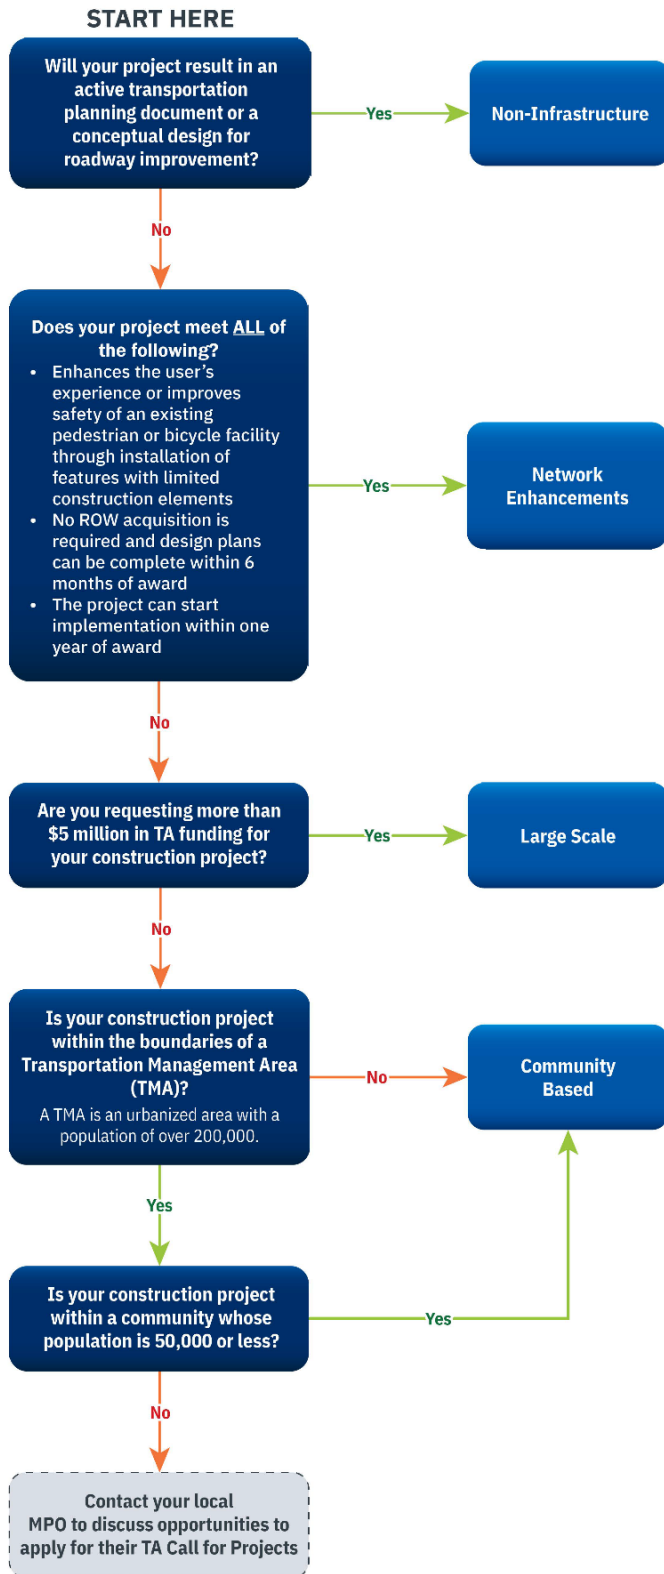 START HERE
Will your project result in an
active transportation
planning document or a
conceptual design for
roadway improvement?
Yes
Non-Infrastructure
No
Does your project meet ALL of
the following?
• Enhances the user's
experience or improves
safety of an existing
pedestrian or bicycle facility
through installation of
features with limited
construction elements
• No ROW acquisition is
required and design plans
can be complete within 6
months of award
• The project can start
implementation within one
year of award
Yes
Network
Enhancements
No
Are you requesting more than
$5 million in TA funding for
your construction project?
Yes
Large Scale
No
Is your construction project
within the boundaries of a
Transportation Management Area
(TMA)?
A TMA is an urbanized area with a
population of over 200,000.
No
Community
Based
Yes
Is your construction project
within a community whose
population is 50,000 or less?
Yes
No
Contact your local
MPO to discuss opportunities to
apply for their TA Call for Projects